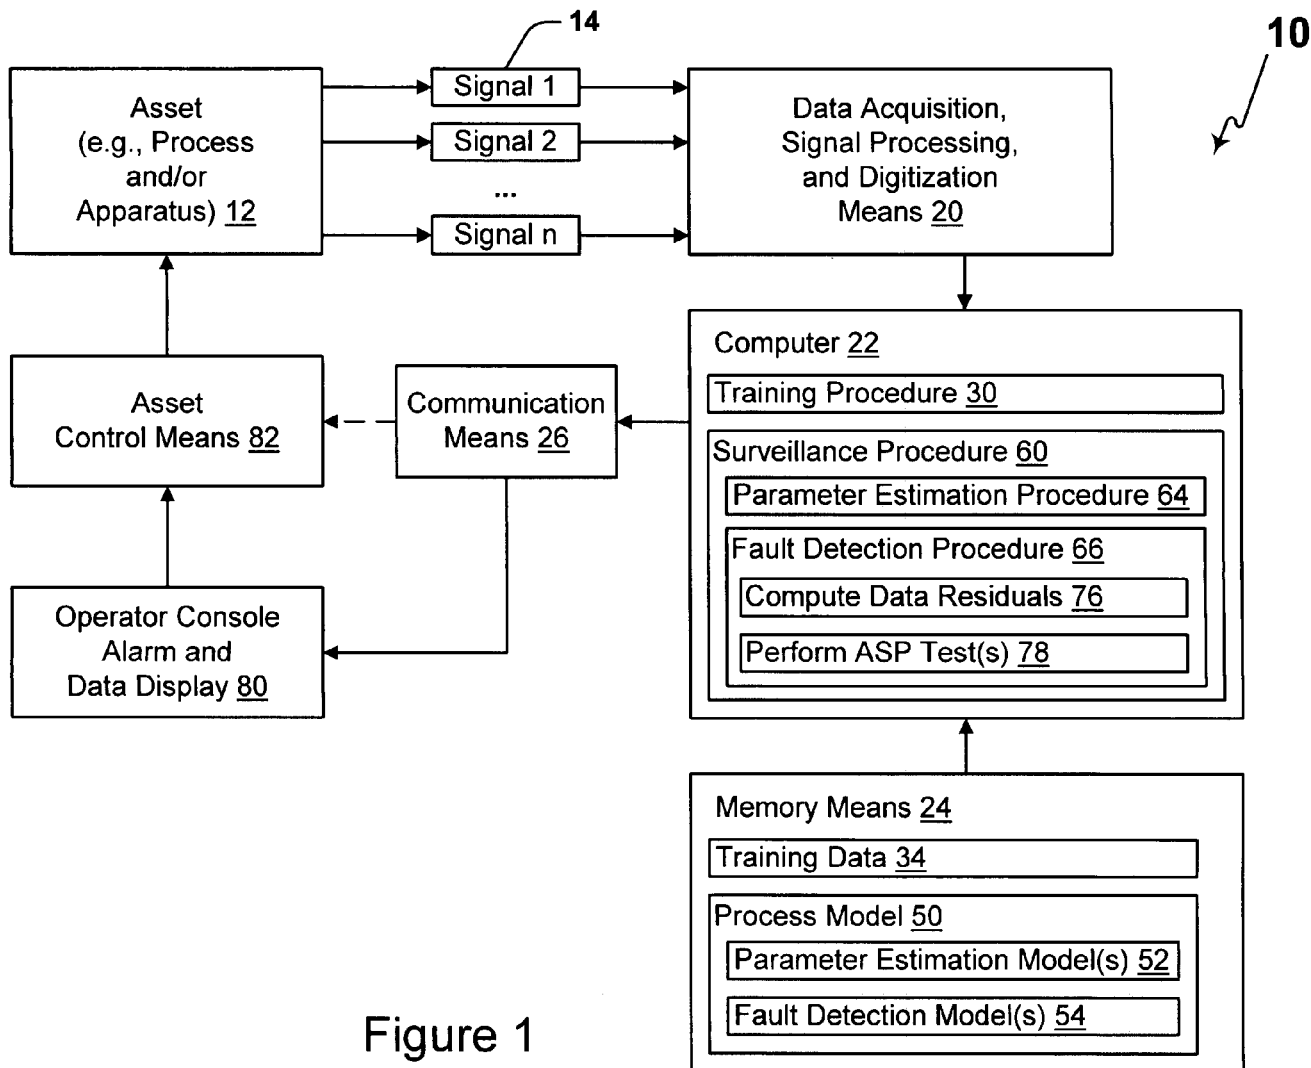 14
10
Asset
(e.g., Process
and/or
Apparatus) 12
Signal 1
Signal 2
...
Signal n
Data Acquisition,
Signal Processing,
and Digitization
Means 20
Computer 22
Training Procedure 30
Surveillance Procedure 60
Parameter Estimation Procedure 64
Fault Detection Procedure 66
Compute Data Residuals 76
Perform ASP Test(s) 78
Communication
Means 26
Asset
Control Means 82
Operator Console
Alarm and
Data Display 80
Memory Means 24
Training Data 34
Process Model 50
Parameter Estimation Model(s) 52
Fault Detection Model(s) 54
Figure 1